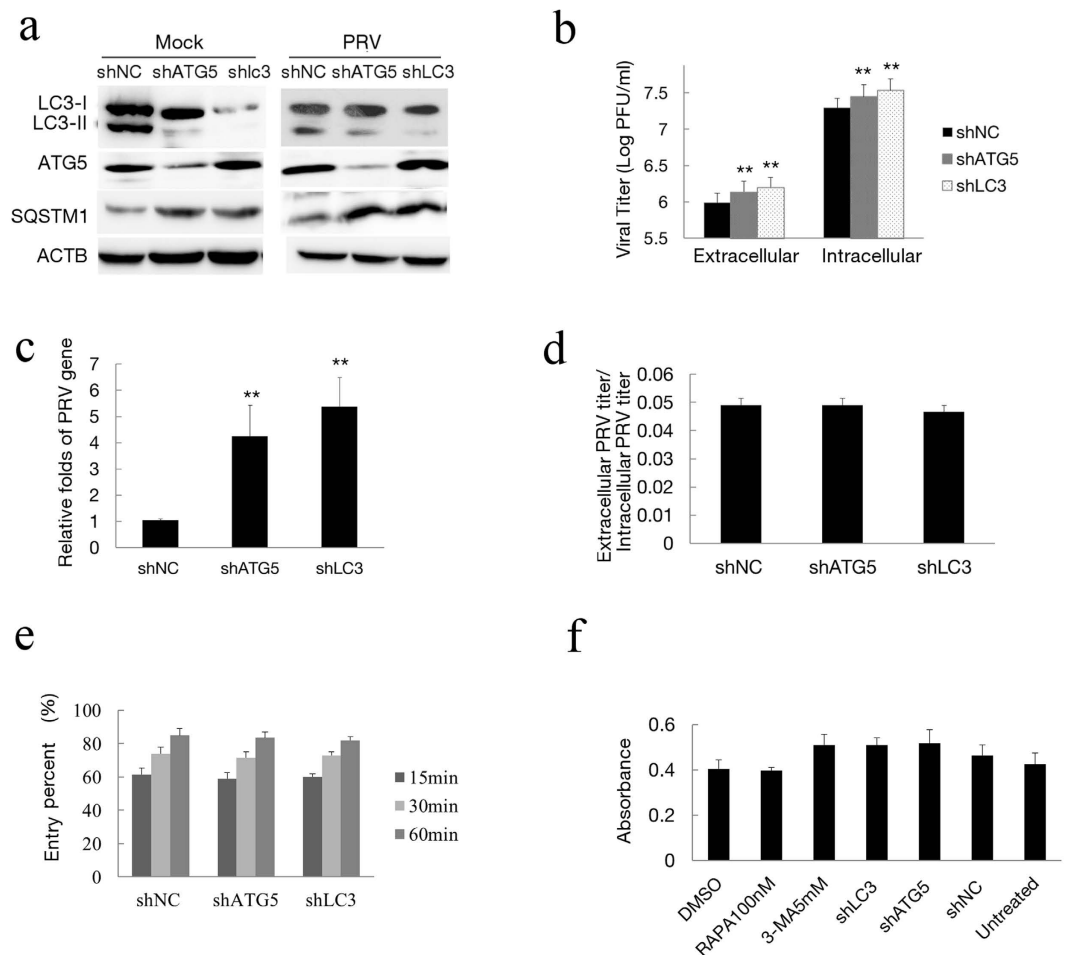 a
Mock
PRV
shNC shATG5 shlc3
shNC shATG5 shLC3
LC3-I
LC3-II
ATG5
SQSTM1
ACTB
b
Viral Titer (Log PFU/ml)
7.5
7
6.5
6
5.5
** **
** **
Extracellular Intracellular
shNC
shATG5
shLC3
c
Relative folds of PRV gene
7
6
5
4
3
2
1
0
**
**
shNC shATG5 shLC3
d
Extracellular PRV titer/
Intracellular PRV titer
0.06
0.05
0.04
0.03
0.02
0.01
0
shNC shATG5 shLC3
e
Entry percent (%)
100
80
60
40
20
0
shNC shATG5 shLC3
15min
30min
60min
f
Absorbance
0.6
0.4
0.2
0
DMSO
RAPA100nM
3-MA5mM
shLC3
shATG5
shNC
Untreated